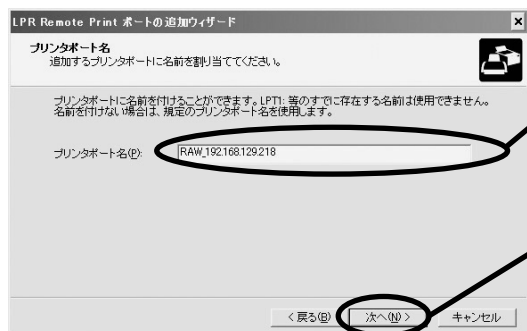 LPR Remote Print ポートの追加ウィザード
プリンタポート名
追加するプリンタポートに名前を割り当ててください。
プリンタポートに名前を付けることができます。LPT1: 等のすでに存在する名前は使用できません。
名前を付けない場合は、規定のプリンタポート名を使用します。
プリンタポート名(P):
RAW_192.168.129.218
< 戻る(B)
次へ(N) >
キャンセル